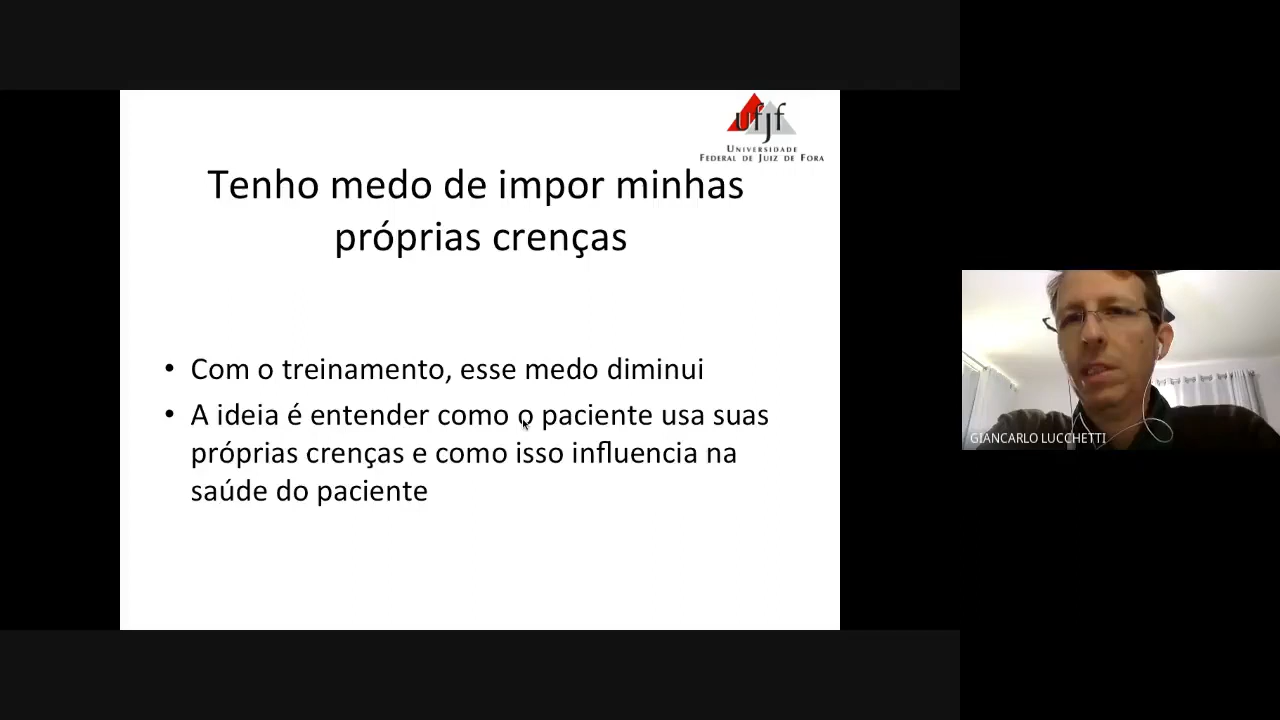 ufjf
UNIVERSIDADE
FEDERAL DE JUIZ DE FORA
Tenho medo de impor minhas
próprias crenças
• Com o treinamento, esse medo diminui
• A ideia é entender como o paciente usa suas
próprias crenças e como isso influencia na
saúde do paciente
GIANCARLO LUCCHETTI